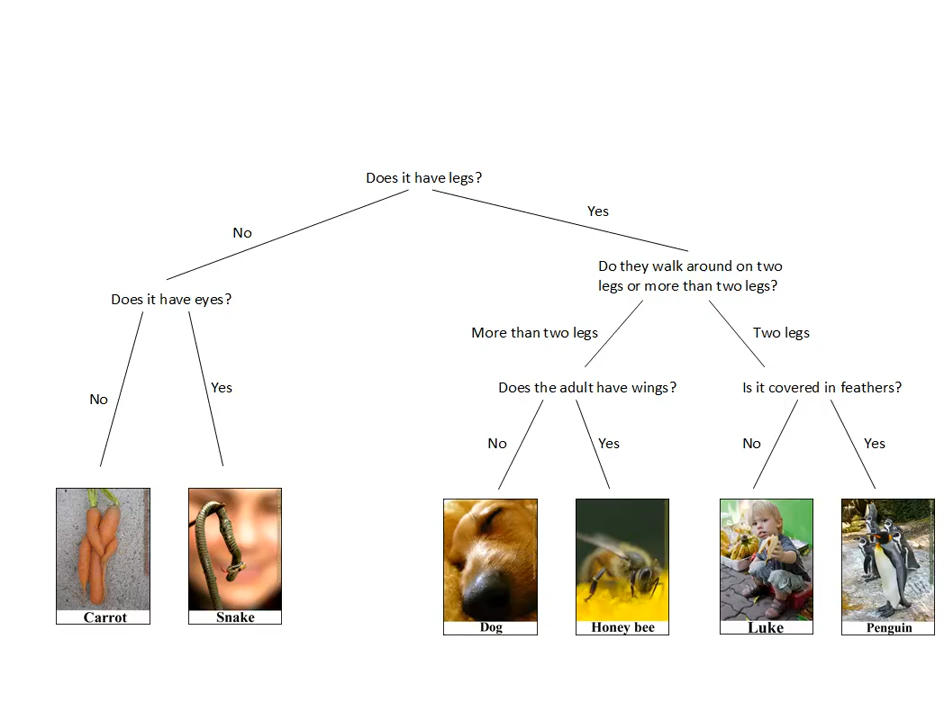 Does it have legs?
No
Yes
Do they walk around on two
legs or more than two legs?
Does it have eyes?
More than two legs
Two legs
No
Yes
Does the adult have wings?
Is it covered in feathers?
No
Yes
No
Yes
Carrot
Snake
Dog
Honey bee
Luke
Penguin